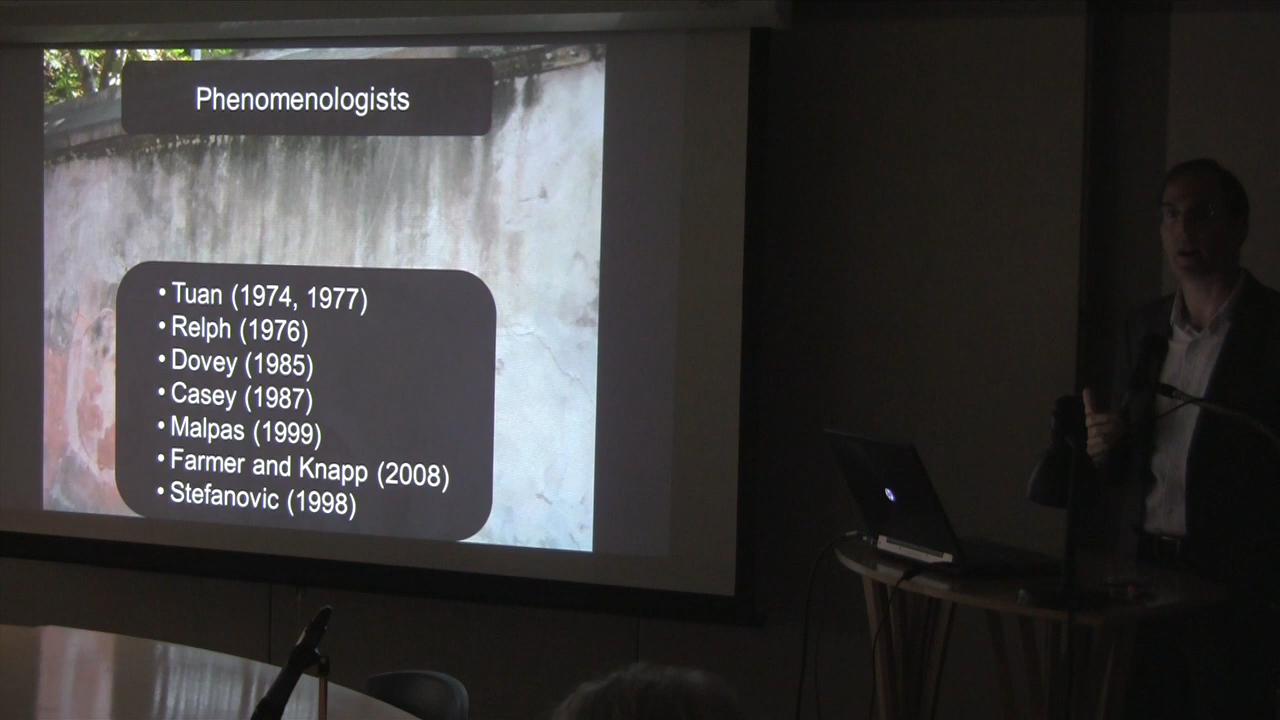 Phenomenologists
• Tuan (1974, 1977)
• Relph (1976)
• Dovey (1985)
• Casey (1987)
• Malpas (1999)
• Farmer and Knapp (2008)
• Stefanovic (1998)